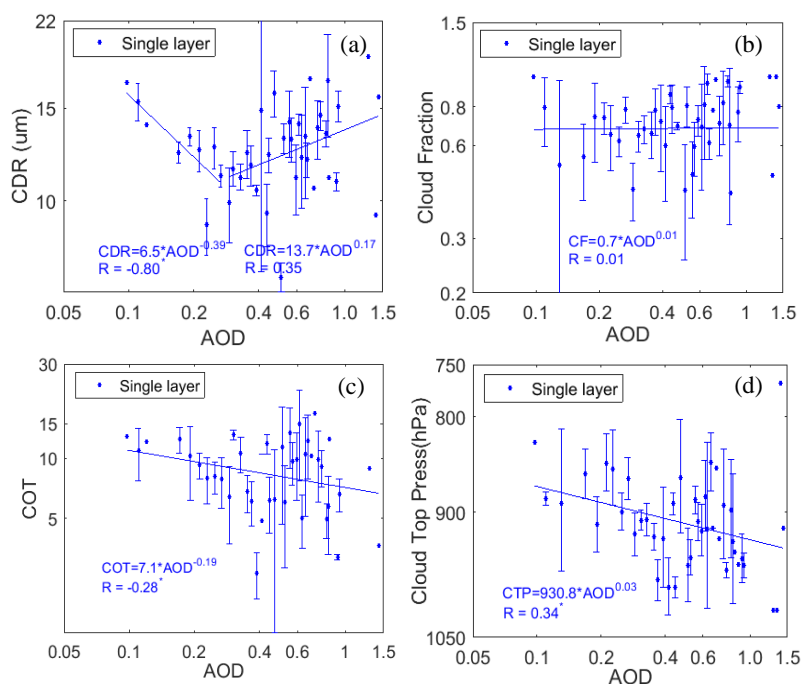 22
15
10
CDR (um)
Single layer
(a)
CDR=6.5*AOD-0.39
R = -0.80*
CDR=13.7*AOD0.17
R = 0.35
0.05 0.1 0.2 0.4 0.6 1.0 1.5
AOD
1.5
0.8
0.6
0.3
0.2
Cloud Fraction
Single layer
(b)
CF=0.7*AOD0.01
R = 0.01
0.05 0.1 0.2 0.4 0.6 1.0 1.5
AOD
30
15
10
5
COT
Single layer
(c)
COT=7.1*AOD-0.19
R = -0.28*
0.05 0.1 0.2 0.4 0.6 1 1.5
AOD
750
800
900
1050
Cloud Top Press(hPa)
Single layer
(d)
CTP=930.8*AOD0.03
R = 0.34*
0.05 0.1 0.2 0.4 0.6 1.0 1.5
AOD